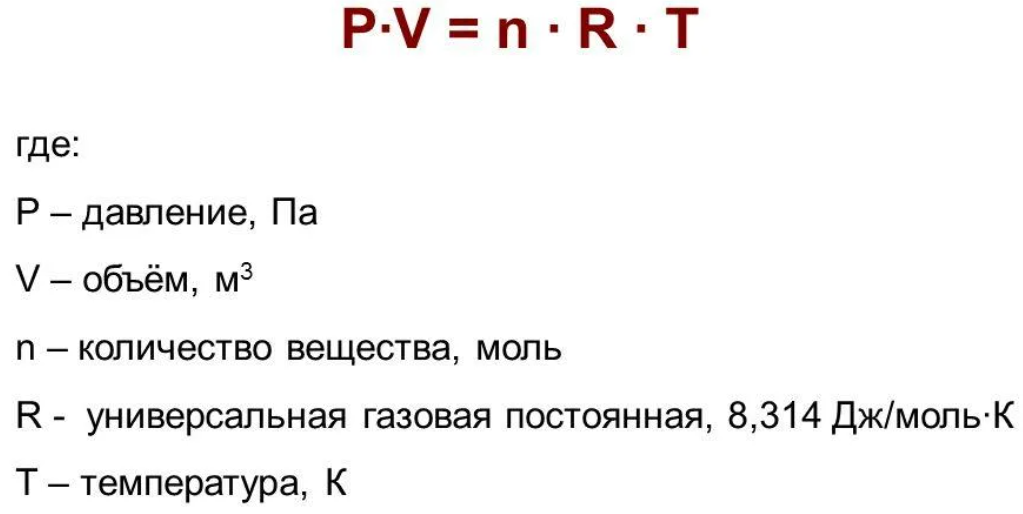 P·V = n · R · T
где:
P – давление, Па
V – объём, м³
n – количество вещества, моль
R - универсальная газовая постоянная, 8,314 Дж/моль·К
T – температура, К